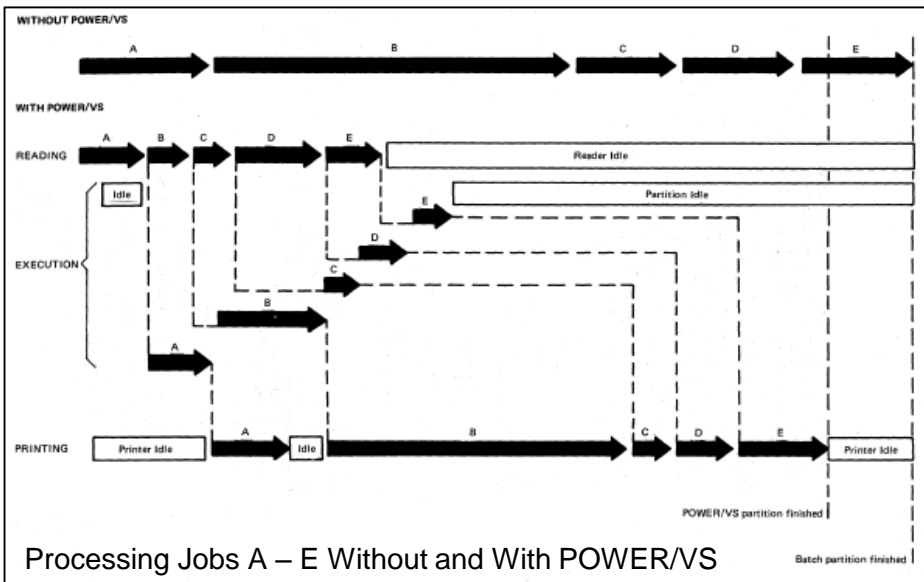 WITHOUT POWER/VS
A B C D E
WITH POWER/VS
A B C D E
READING
Reader Idle
Idle
Partition Idle
E
D
EXECUTION
C
B
A
A B C D E
PRINTING
Printer Idle
Idle
Printer Idle
POWER/VS partition finished
Processing Jobs A – E Without and With POWER/VS
Batch partition finished